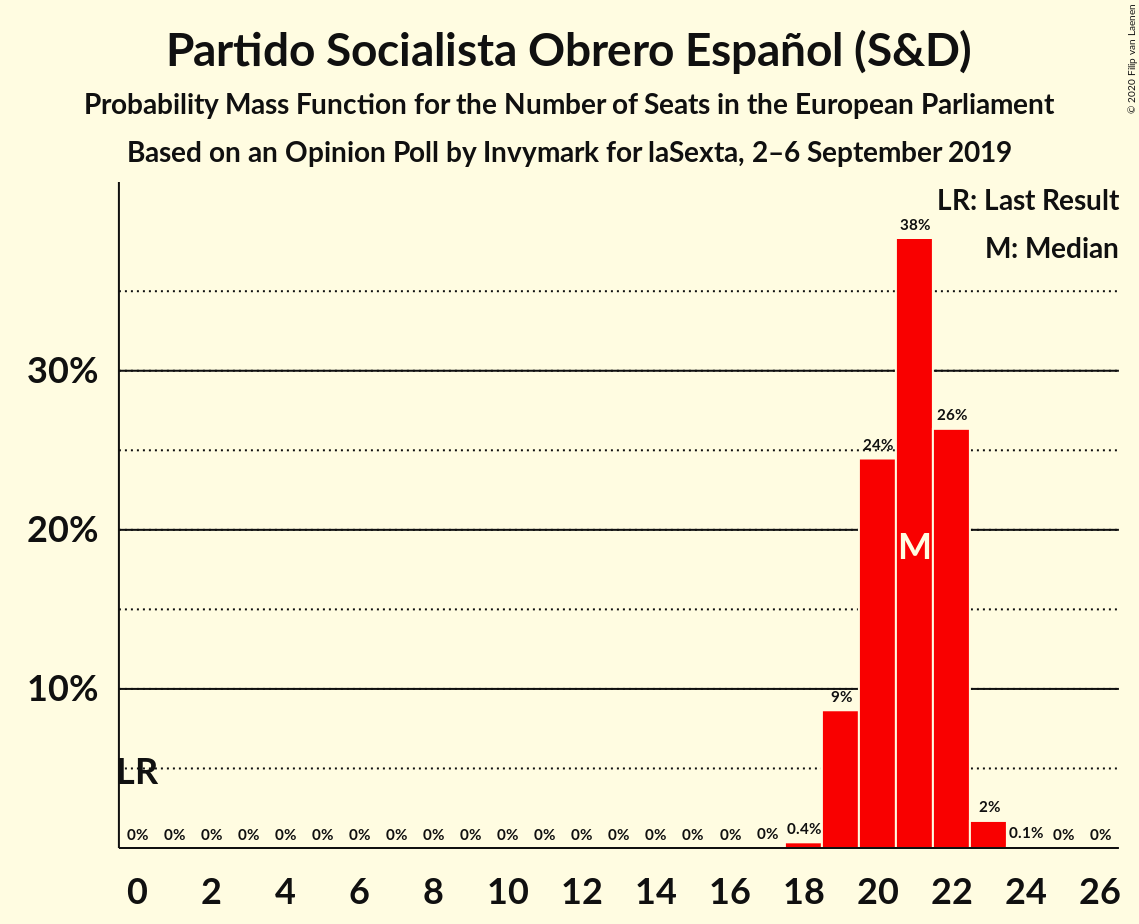 © 2020 Filip van Laenen
Partido Socialista Obrero Español (S&D)
Probability Mass Function for the Number of Seats in the European Parliament
Based on an Opinion Poll by Invymark for laSexta, 2–6 September 2019
LR: Last Result
M: Median
38%
30%
26%
24%
20%
M
10%
9%
LR
0% 0% 0% 0% 0% 0% 0% 0% 0% 0% 0% 0% 0% 0% 0% 0% 0% 0% 0.4% 2% 0.1% 0% 0%
0 2 4 6 8 10 12 14 16 18 20 22 24 26